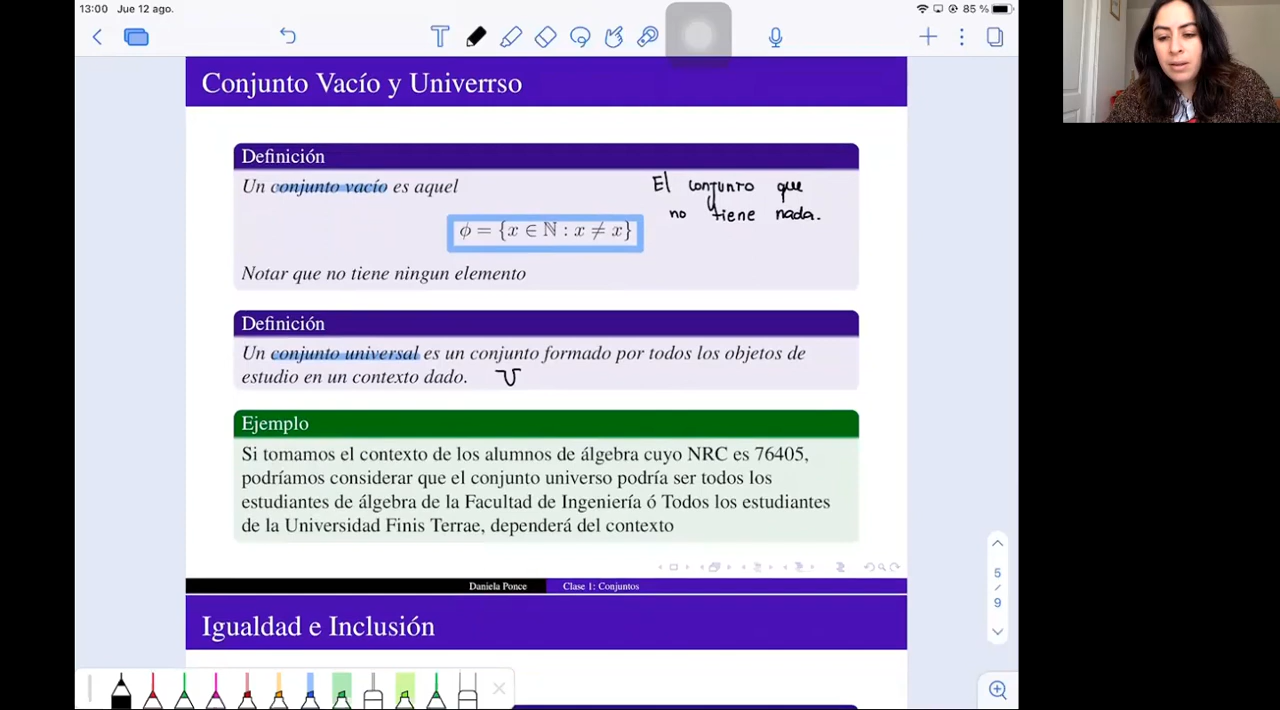 13:00 Jue 12 ago.
85 %
Conjunto Vacío y Univerrso
Definición
Un conjunto vacío es aquel
El conjunto que
no tiene nada.
ϕ = {x ∈ ℕ : x ≠ x}
Notar que no tiene ningun elemento
Definición
Un conjunto universal es un conjunto formado por todos los objetos de
estudio en un contexto dado. U
Ejemplo
Si tomamos el contexto de los alumnos de álgebra cuyo NRC es 76405,
podríamos considerar que el conjunto universo podría ser todos los
estudiantes de álgebra de la Facultad de Ingeniería ó Todos los estudiantes
de la Universidad Finis Terrae, dependerá del contexto
Daniela Ponce Clase 1: Conjuntos
5
/
9
Igualdad e Inclusión